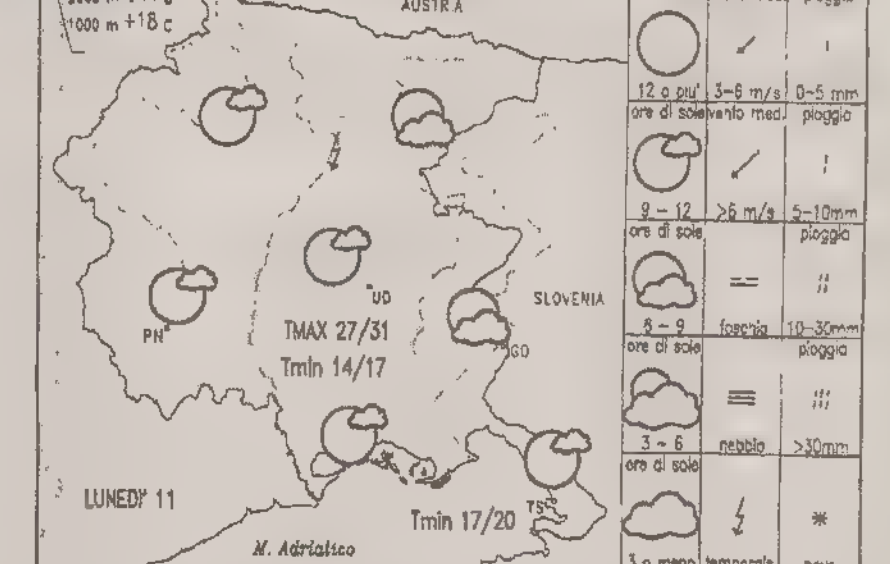 1000 m +18 C
AUSTRIA
12 o piu'
3-6 m/s
0-5 mm
ore di sole
vento med.
pioggia
9 - 12
>6 m/s
5-10mm
ore di sole
pioggia
8 - 9
foschia
10-30mm
ore di sole
pioggia
3 - 6
nebbia
>30mm
ore di sole
3 o meno
temporale
SLOVENIA
UD
PN
GO
TMAX 27/31
Tmin 14/17
LUNEDI' 11
TS
Tmin 17/20
M. Adriatico